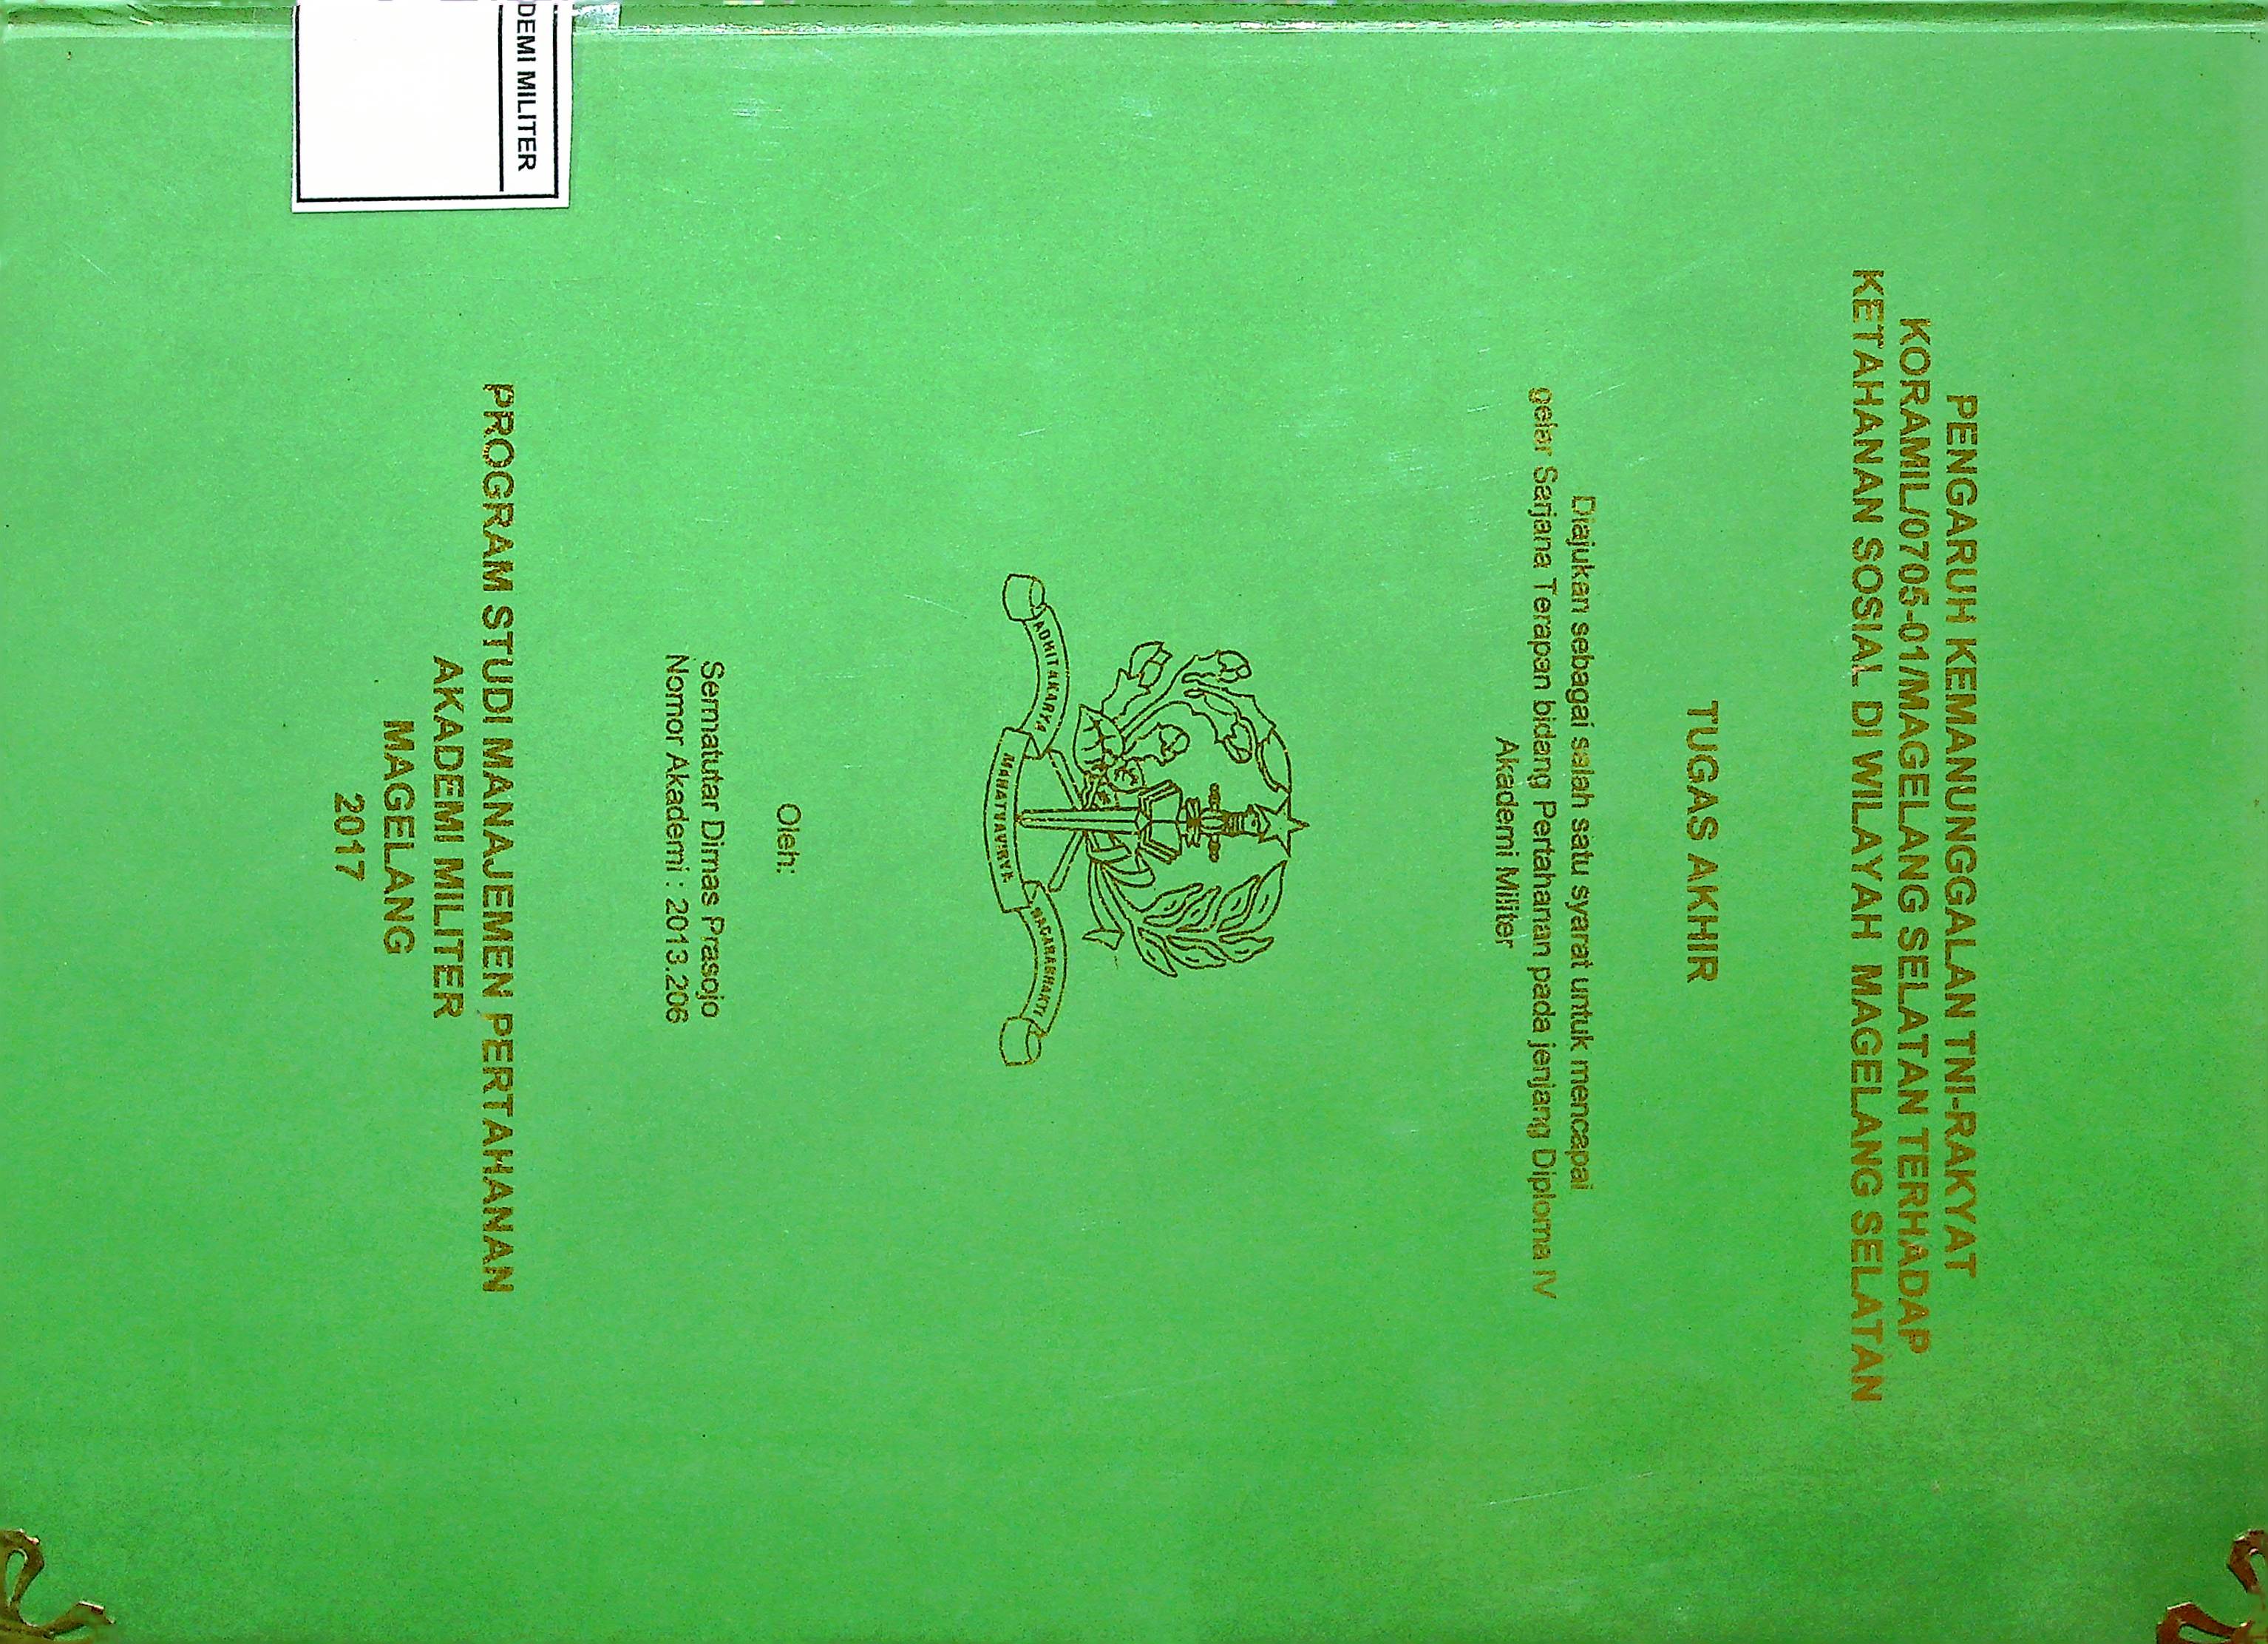 PENGARUH KEMANUNGGALAN TNI-RAKYAT
KORAMIL/0705-01/MAGELANG SELATAN TERHADAP
KETAHANAN SOSIAL DI WILAYAH MAGELANG SELATAN
TUGAS AKHIR
Diajukan sebagai salah satu syarat untuk mencapai
gelar Sarjana Terapan bidang Pertahanan pada jenjang Diploma IV
Akademi Militer
ADHITAKARYA
MAHATVAVIRYA
NAGARABHAKTI
Oleh:
Sematutar Dimas Prasojo
Nomor Akademi : 2013.206
PROGRAM STUDI MANAJEMEN PERTAHANAN
AKADEMI MILITER
MAGELANG
2017
DEMI MILITER